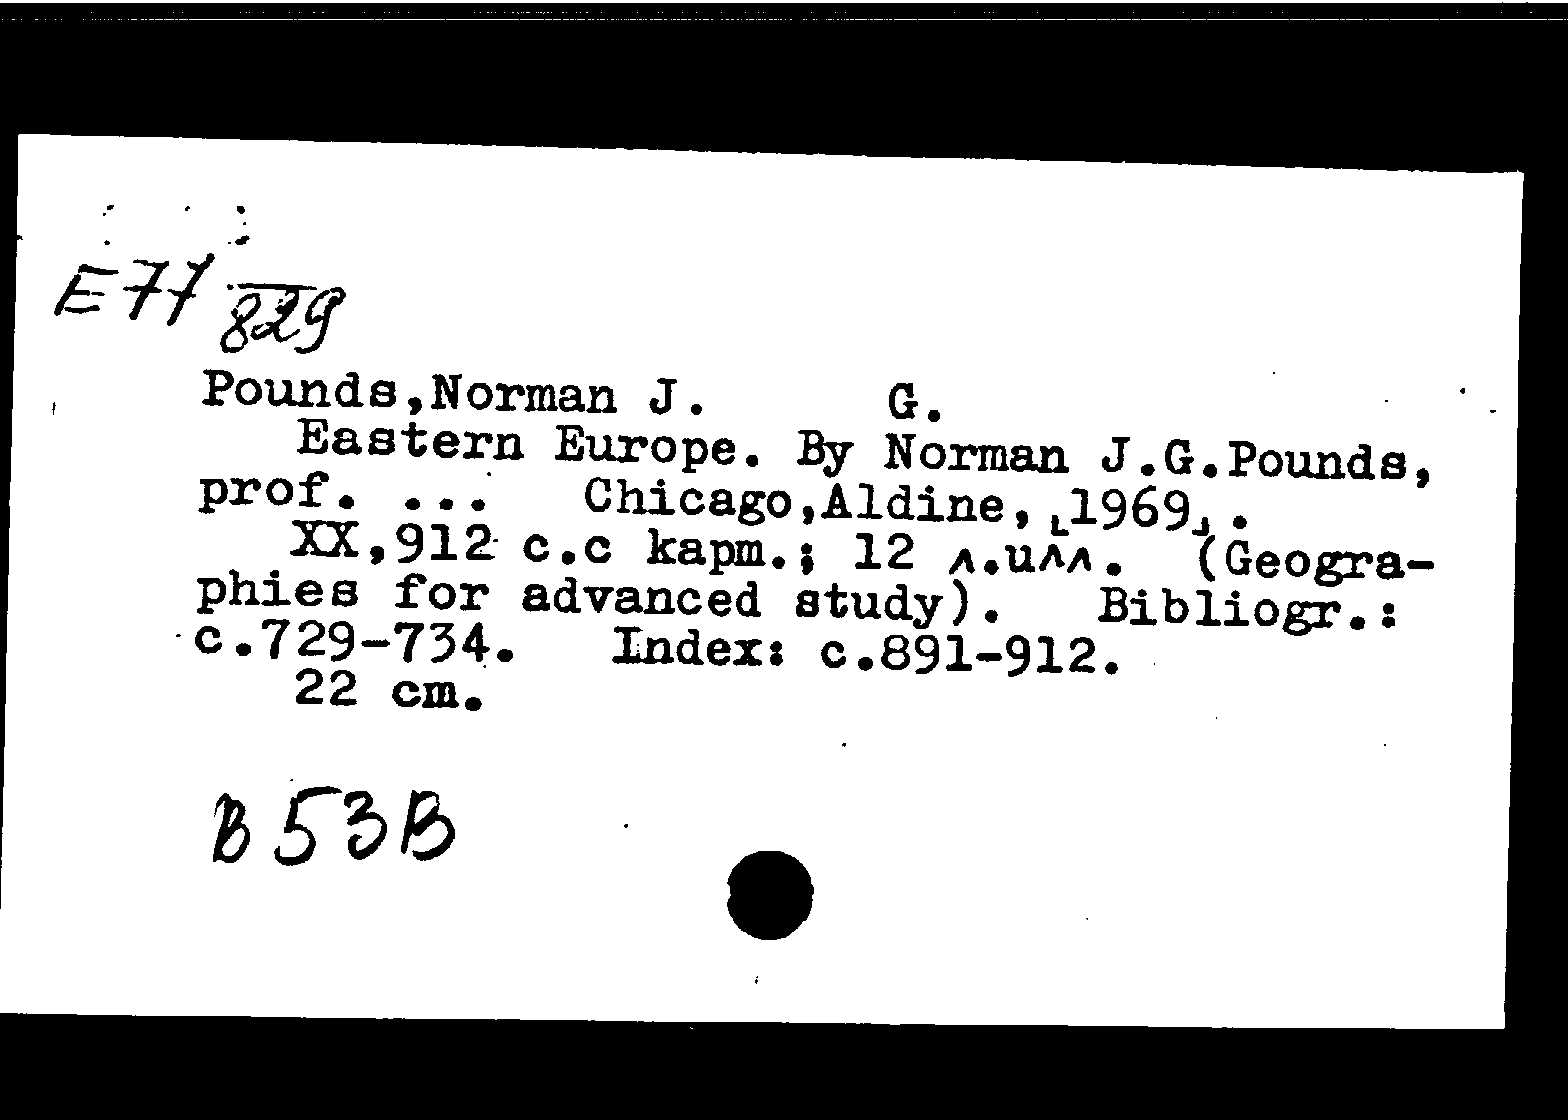 E77/829
Pounds,Norman J. G.
Eastern Europe. By Norman J.G.Pounds,
prof. ... Chicago,Aldine, [1969].
XX,912 c.c карт.; 12 л.илл. (Geogra-
phies for advanced study). Bibliogr.:
c.729-734. Index: c.891-912.
22 cm.
B53B